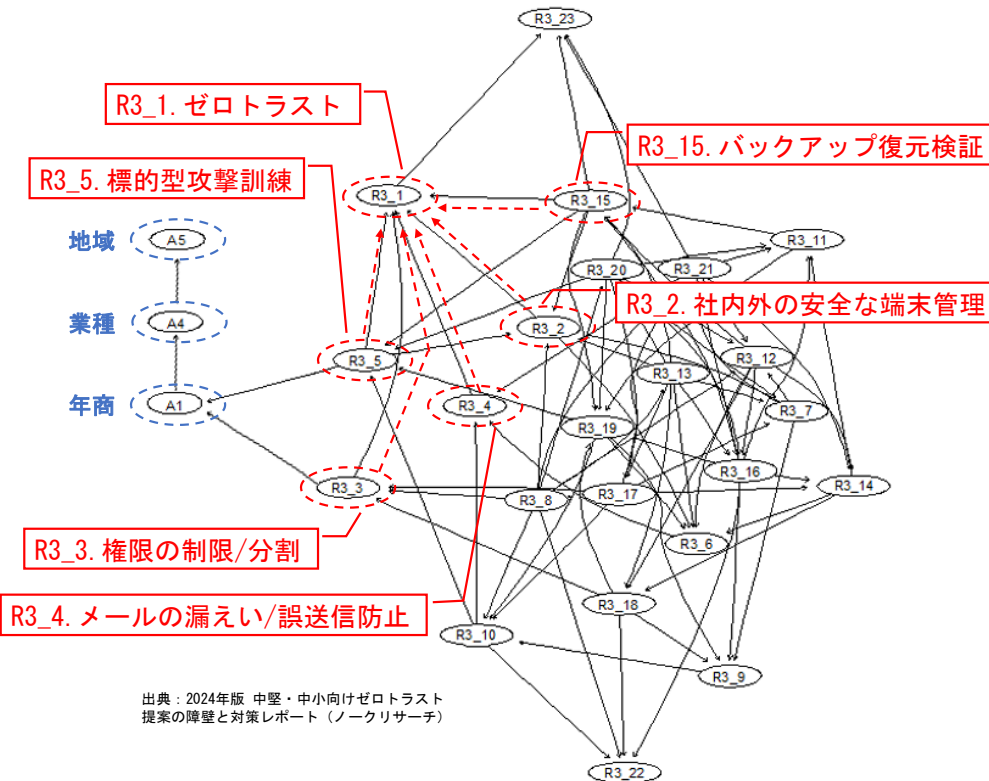 R3_23
R3_1. ゼロトラスト
R3_15. バックアップ復元検証
R3_5. 標的型攻撃訓練
R3_1
R3_15
地域
A5
R3_11
R3_20
R3_21
R3_2. 社内外の安全な端末管理
業種
A4
R3_2
R3_5
R3_12
R3_13
年商
A1
R3_4
R3_7
R3_19
R3_16
R3_3
R3_8
R3_17
R3_14
R3_3. 権限の制限/分割
R3_6
R3_4. メールの漏えい/誤送信防止
R3_18
R3_10
R3_9
出典：2024年版 中堅・中小向けゼロトラスト
提案の障壁と対策レポート（ノークリサーチ）
R3_22